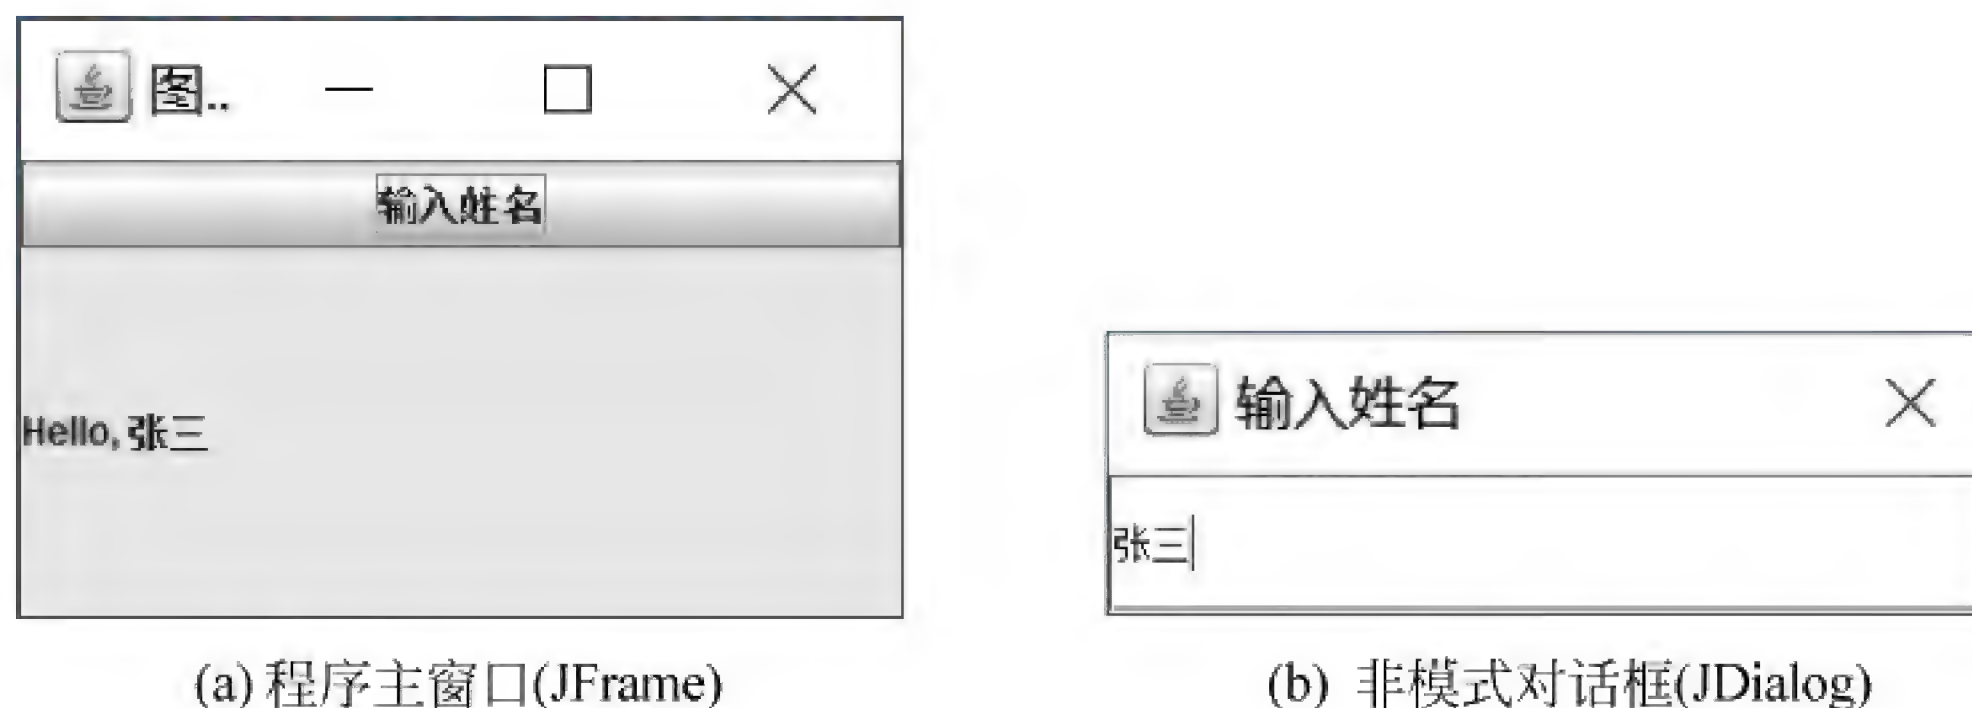 图..
输入姓名
Hello, 张三
(a) 程序主窗口(JFrame)
输入姓名
张三
(b) 非模式对话框(JDialog)